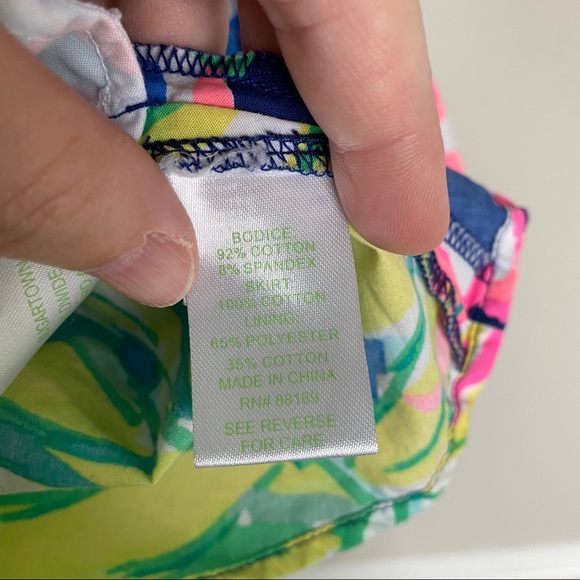 BODICE
92% COTTON
8% SPANDEX
SKIRT
100% COTTON
LINING
65% POLYESTER
35% COTTON
MADE IN CHINA
RN# 88189
SEE REVERSE
FOR CARE